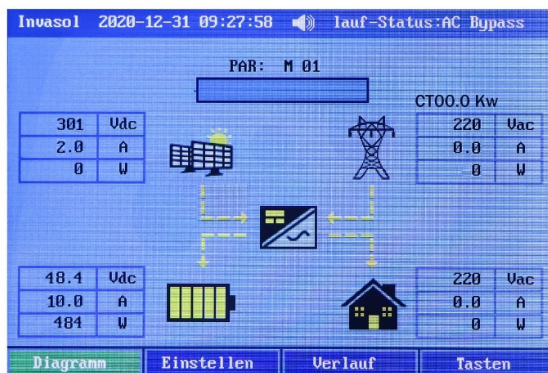 Invasol 2020-12-31 09:27:58 lauf-Status:AC Bypass
PAR: M 01
CT00.0 Kw
301 Vdc
2.0 A
0 W
220 Vac
0.0 A
0 W
48.4 Vdc
10.0 A
484 W
220 Vac
0.0 A
0 W
Diagramm Einstellen Verlauf Tasten